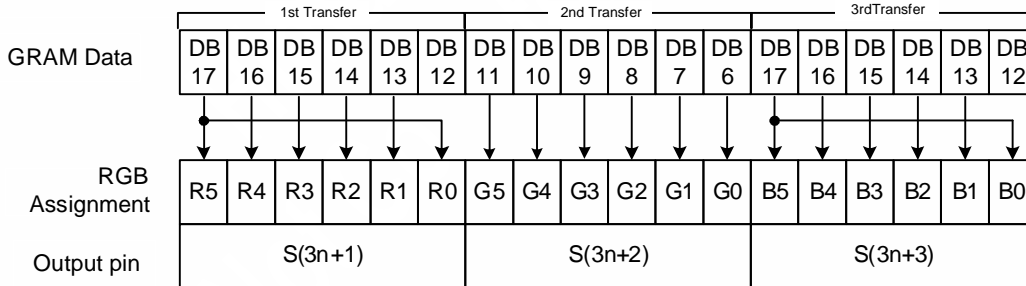 1st Transfer 2nd Transfer 3rdTransfer
GRAM Data
DB 17 DB 16 DB 15 DB 14 DB 13 DB 12 DB 11 DB 10 DB 9 DB 8 DB 7 DB 6 DB 17 DB 16 DB 15 DB 14 DB 13 DB 12
RGB Assignment
R5 R4 R3 R2 R1 R0 G5 G4 G3 G2 G1 G0 B5 B4 B3 B2 B1 B0
Output pin S(3n+1) S(3n+2) S(3n+3)